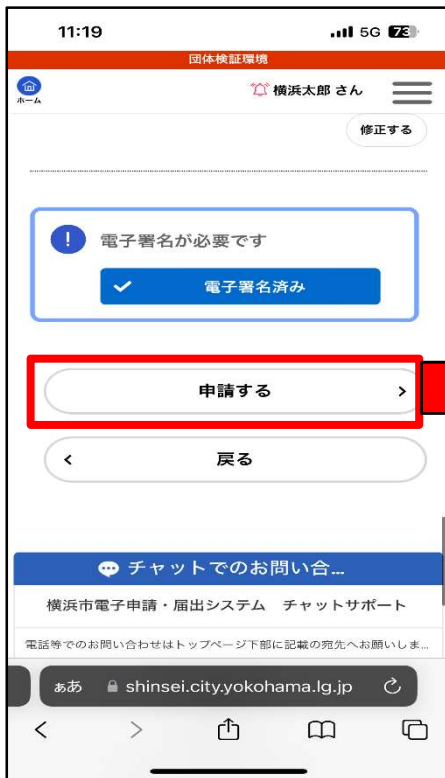 11:19
5G 73
団体検証環境
ホーム
横浜太郎 さん
修正する
! 電子署名が必要です
電子署名済み
申請する
戻る
チャットでのお問い合...
横浜市電子申請・届出システム チャットサポート
電話等でのお問い合わせはトップページ下部に記載の宛先へお願いしま...
ぁあ shinsei.city.yokohama.lg.jp